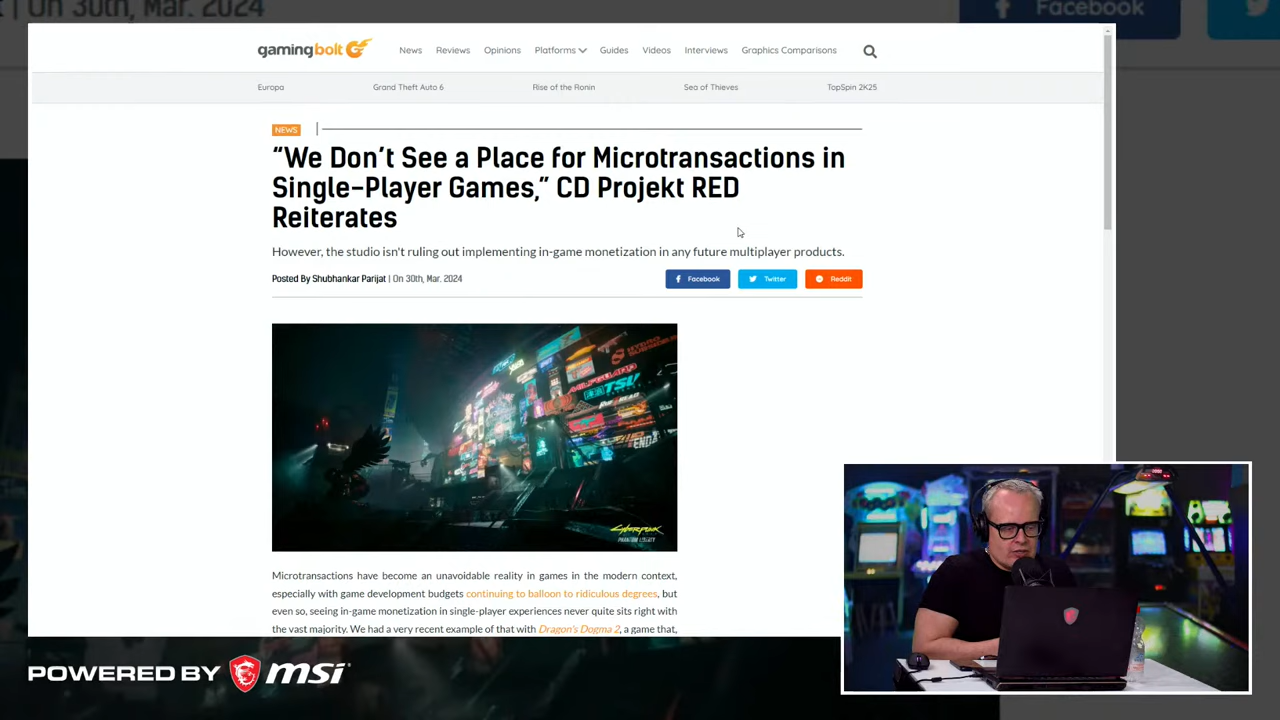 On 30th, Mar. 2024
Facebook
gamingbolt
News Reviews Opinions Platforms Guides Videos Interviews Graphics Comparisons
Europa Grand Theft Auto 6 Rise of the Ronin Sea of Thieves TopSpin 2K25
NEWS
“We Don’t See a Place for Microtransactions in
Single-Player Games,” CD Projekt RED
Reiterates
However, the studio isn't ruling out implementing in-game monetization in any future multiplayer products.
Posted By Shubhankar Parijat | On 30th, Mar. 2024
Facebook Twitter Reddit
TSU
ENDA
CYBERPUNK
PHANTOM LIBERTY
Microtransactions have become an unavoidable reality in games in the modern context,
especially with game development budgets continuing to balloon to ridiculous degrees, but
even so, seeing in-game monetization in single-player experiences never quite sits right with
the vast majority. We had a very recent example of that with Dragon's Dogma 2, a game that,
POWERED BY msi